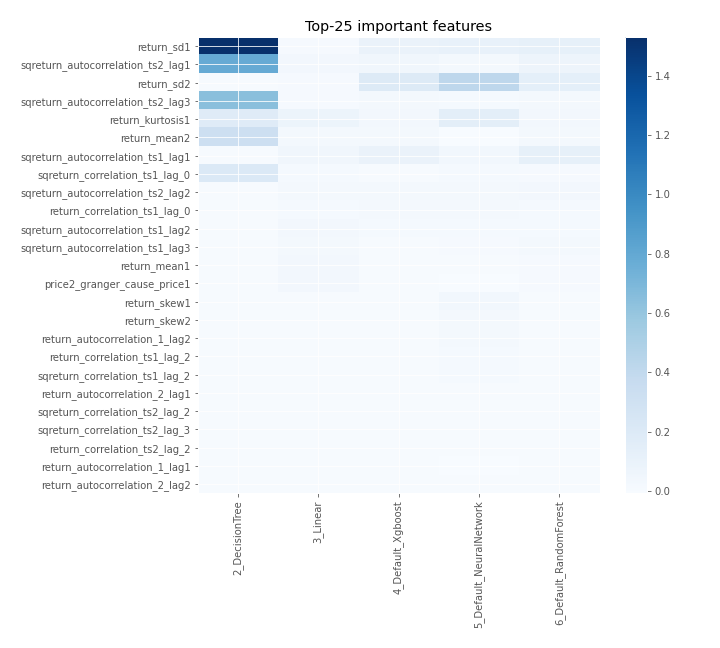 Top-25 important features
return_sd1
sqreturn_autocorrelation_ts2_lag1
return_sd2
sqreturn_autocorrelation_ts2_lag3
return_kurtosis1
return_mean2
sqreturn_autocorrelation_ts1_lag1
sqreturn_correlation_ts1_lag_0
sqreturn_autocorrelation_ts2_lag2
return_correlation_ts1_lag_0
sqreturn_autocorrelation_ts1_lag2
sqreturn_autocorrelation_ts1_lag3
return_mean1
price2_granger_cause_price1
return_skew1
return_skew2
return_autocorrelation_1_lag2
return_correlation_ts1_lag_2
sqreturn_correlation_ts1_lag_2
return_autocorrelation_2_lag1
sqreturn_correlation_ts2_lag_2
sqreturn_correlation_ts2_lag_3
return_correlation_ts2_lag_2
return_autocorrelation_1_lag1
return_autocorrelation_2_lag2
2_DecisionTree
3_Linear
4_Default_Xgboost
5_Default_NeuralNetwork
6_Default_RandomForest
1.4
1.2
1.0
0.8
0.6
0.4
0.2
0.0